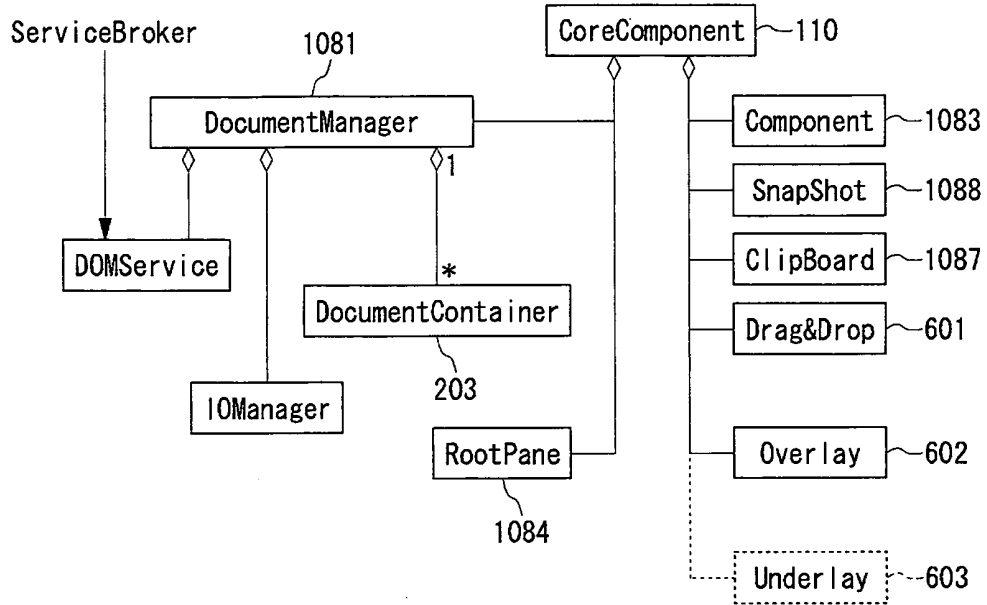 ServiceBroker
CoreComponent
110
1081
DocumentManager
Component
1083
1
SnapShot
1088
DOMService
ClipBoard
1087
*
DocumentContainer
Drag&Drop
601
203
IOManager
RootPane
Overlay
602
1084
Underlay
603